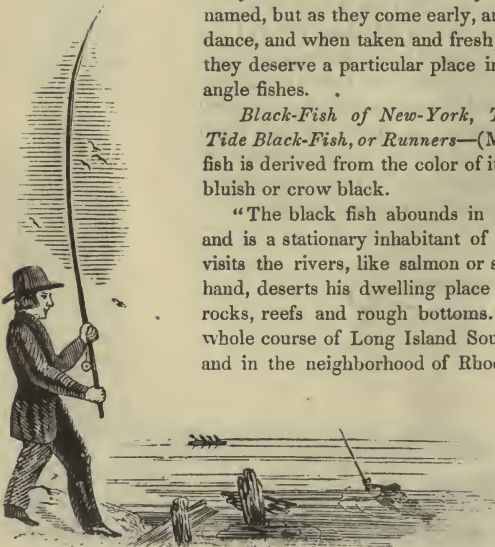 named, but as they come early, an
dance, and when taken and fresh
they deserve a particular place in
angle fishes.
Black-Fish of New-York, T
Tide Black-Fish, or Runners—(M
fish is derived from the color of i
bluish or crow black.
"The black fish abounds in
and is a stationary inhabitant of
visits the rivers, like salmon or s
hand, deserts his dwelling place
rocks, reefs and rough bottoms.
whole course of Long Island Sou
and in the neighborhood of Rho